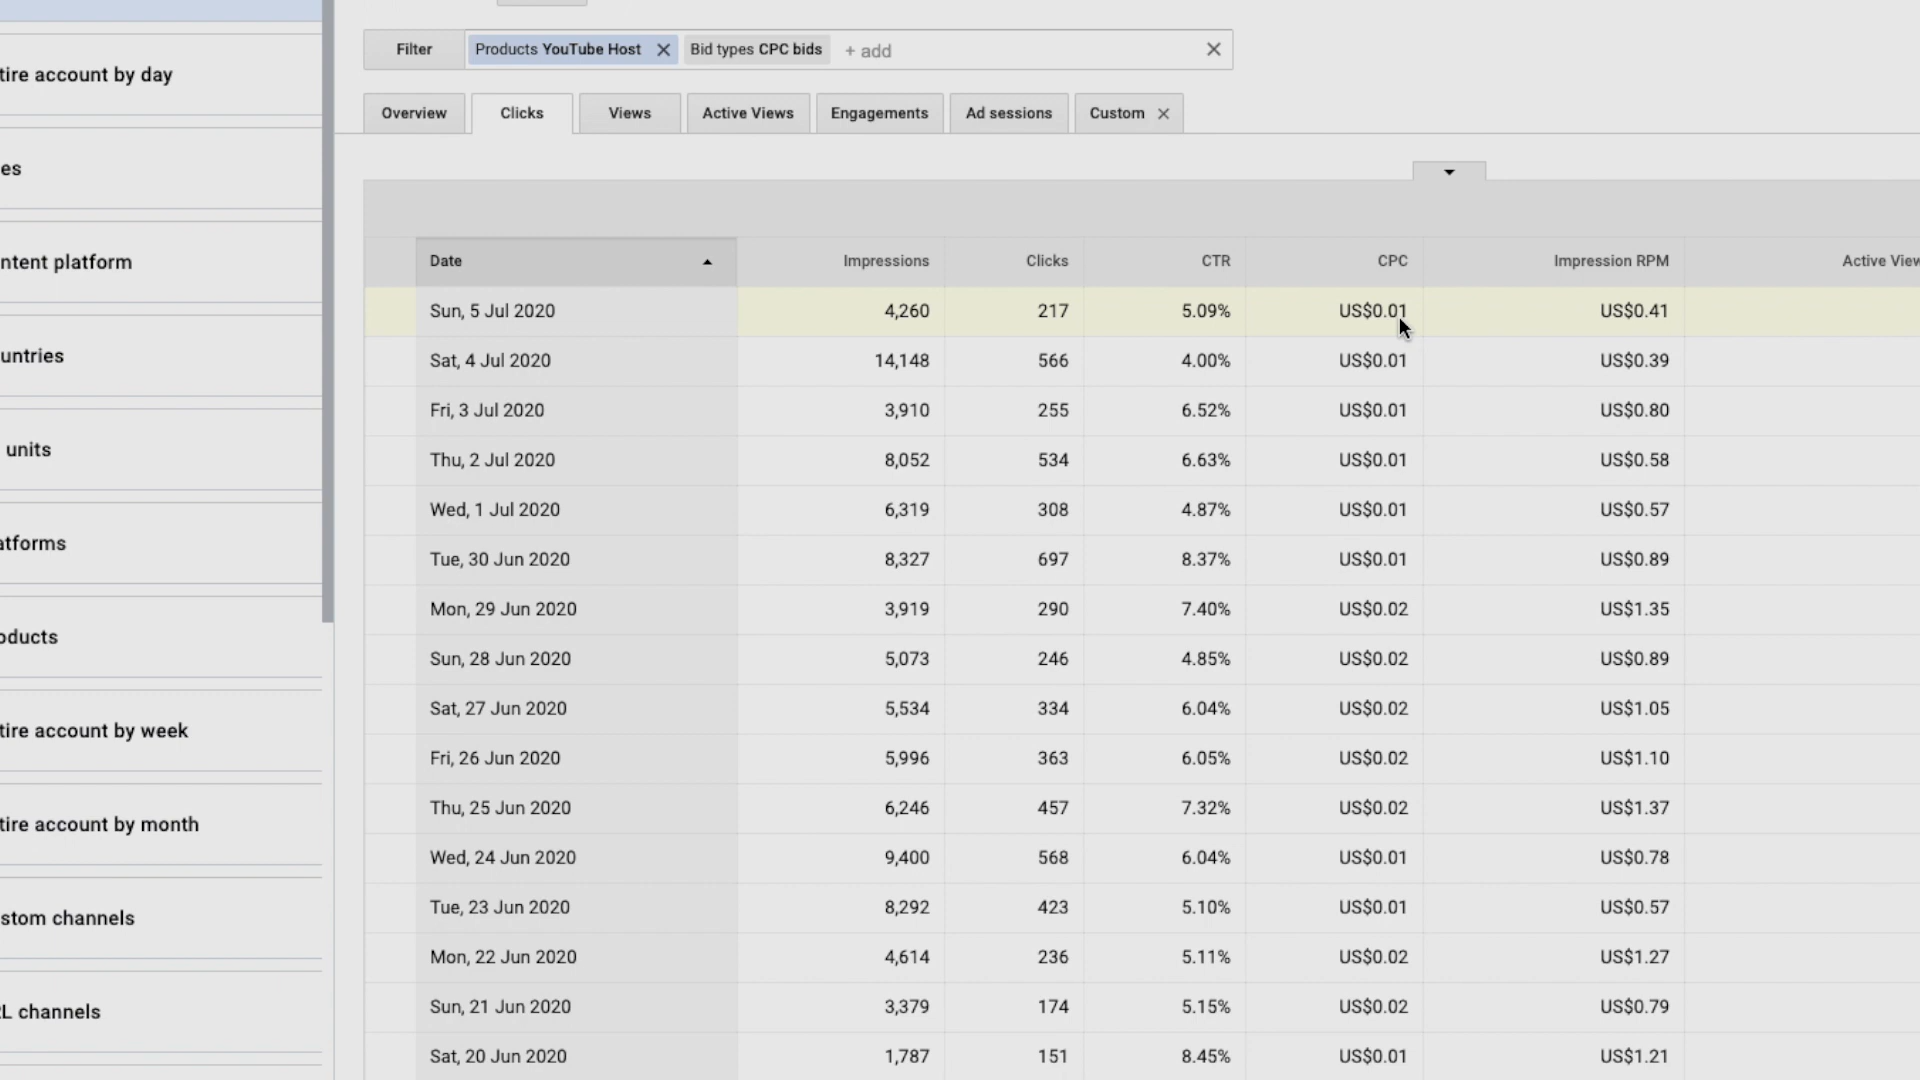 Filter Products YouTube Host Bid types CPC bids + add
Overview Clicks Views Active Views Engagements Ad sessions Custom
tire account by day
es
ntent platform
untries
units
atforms
oducts
tire account by week
tire account by month
stom channels
L channels
Date Impressions Clicks CTR CPC Impression RPM Active View
Sun, 5 Jul 2020 4,260 217 5.09% US$0.01 US$0.41
Sat, 4 Jul 2020 14,148 566 4.00% US$0.01 US$0.39
Fri, 3 Jul 2020 3,910 255 6.52% US$0.01 US$0.80
Thu, 2 Jul 2020 8,052 534 6.63% US$0.01 US$0.58
Wed, 1 Jul 2020 6,319 308 4.87% US$0.01 US$0.57
Tue, 30 Jun 2020 8,327 697 8.37% US$0.01 US$0.89
Mon, 29 Jun 2020 3,919 290 7.40% US$0.02 US$1.35
Sun, 28 Jun 2020 5,073 246 4.85% US$0.02 US$0.89
Sat, 27 Jun 2020 5,534 334 6.04% US$0.02 US$1.05
Fri, 26 Jun 2020 5,996 363 6.05% US$0.02 US$1.10
Thu, 25 Jun 2020 6,246 457 7.32% US$0.02 US$1.37
Wed, 24 Jun 2020 9,400 568 6.04% US$0.01 US$0.78
Tue, 23 Jun 2020 8,292 423 5.10% US$0.01 US$0.57
Mon, 22 Jun 2020 4,614 236 5.11% US$0.02 US$1.27
Sun, 21 Jun 2020 3,379 174 5.15% US$0.02 US$0.79
Sat, 20 Jun 2020 1,787 151 8.45% US$0.01 US$1.21